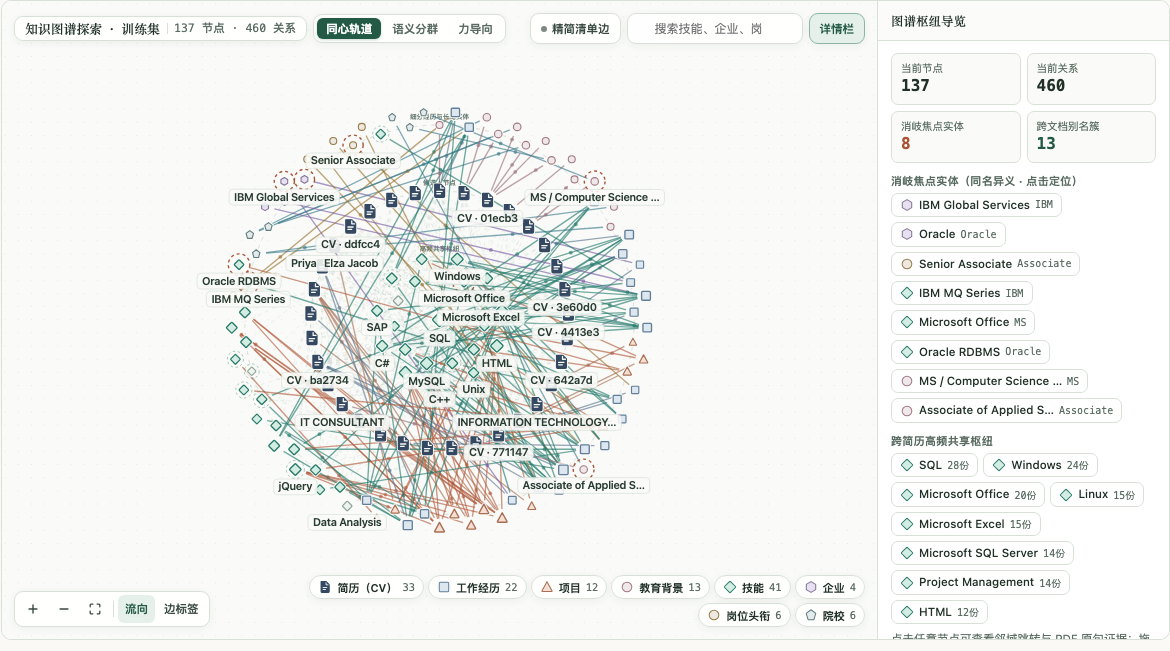 知识图谱探索 · 训练集 137 节点 · 460 关系
同心轨道 语义分群 力导向
精简清单边
搜索技能、企业、岗
详情栏
图谱枢纽导览
当前节点
137
当前关系
460
消歧焦点实体
8
跨文档别名簇
13
消歧焦点实体（同名异义 · 点击定位）
IBM Global Services IBM
Oracle Oracle
Senior Associate Associate
IBM MQ Series IBM
Microsoft Office MS
Oracle RDBMS Oracle
MS / Computer Science ... MS
Associate of Applied S... Associate
跨简历高频共享枢纽
SQL 28份 Windows 24份
Microsoft Office 20份 Linux 15份
Microsoft Excel 15份
Microsoft SQL Server 14份
Project Management 14份
HTML 12份
Senior Associate
IBM Global Services
MS / Computer Science ...
CV · 01ecb3
CV · ddfcc4
高频共享枢纽
Priya
Elza Jacob
Windows
Oracle RDBMS
IBM MQ Series
Microsoft Office
CV · 3e60d0
Microsoft Excel
SAP
CV · 4413e3
SQL
C#
HTML
CV · ba2734
MySQL
CV · 642a7d
Unix
C++
IT CONSULTANT
INFORMATION TECHNOLOGY...
CV · 771147
jQuery
Associate of Applied S...
Data Analysis
简历（CV） 33 工作经历 22 项目 12 教育背景 13 技能 41 企业 4
岗位头衔 6 院校 6
+ − 流向 边标签